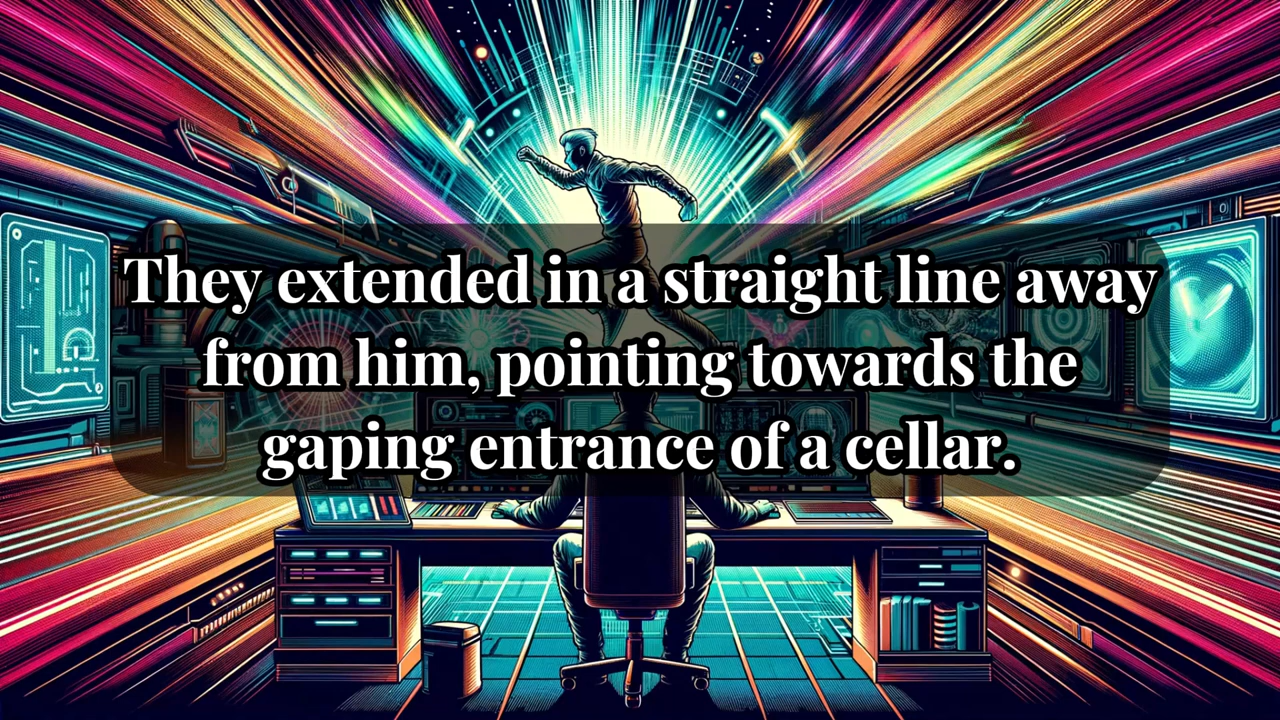 They extended in a straight line away
from him, pointing towards the
gaping entrance of a cellar.